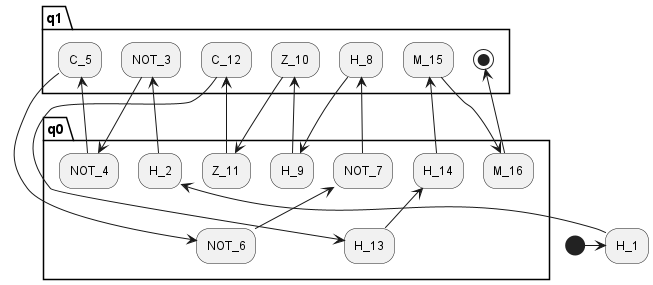 q1
C_5 NOT_3 C_12 Z_10 H_8 M_15
q0
NOT_4 H_2 Z_11 H_9 NOT_7 H_14 M_16
NOT_6 H_13 H_1